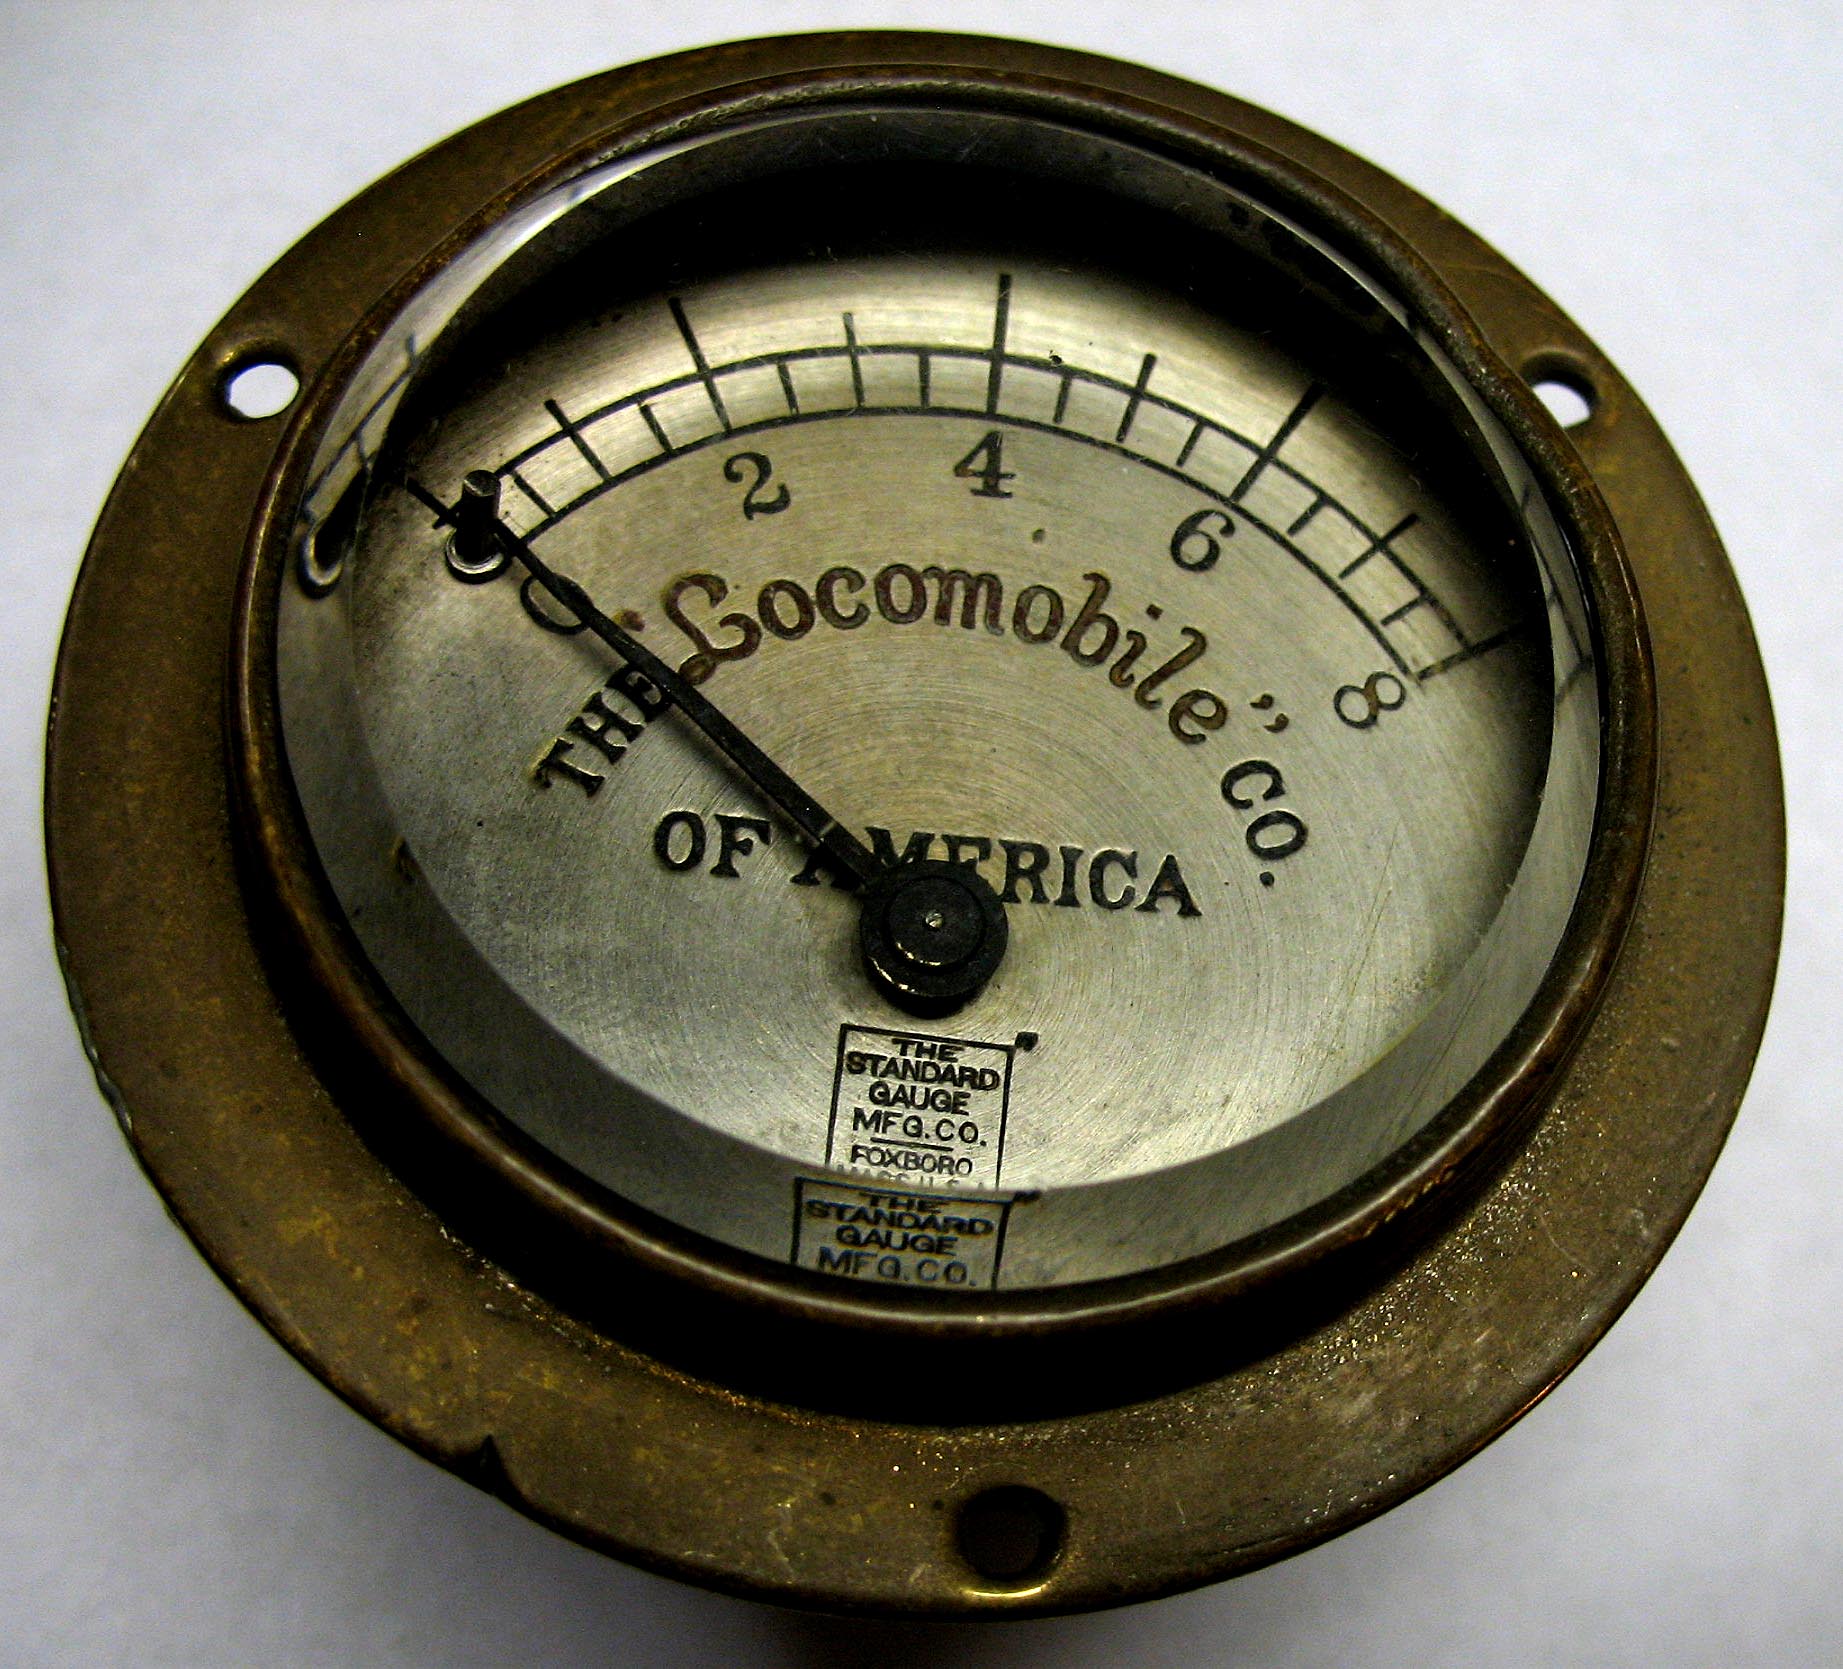 0 2 4 6 8
THE "Locomobile" CO.
OF AMERICA
THE
STANDARD
GAUGE
MFG.CO.
FOXBORO
MASS.U.S.A.
THE
STANDARD
GAUGE
MFG.CO.